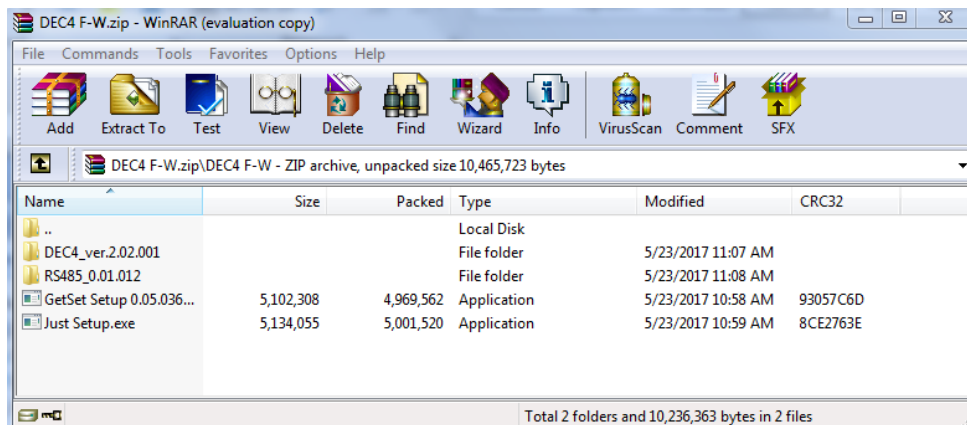 DEC4 F-W.zip - WinRAR (evaluation copy)
File Commands Tools Favorites Options Help
Add Extract To Test View Delete Find Wizard Info VirusScan Comment SFX
DEC4 F-W.zip\DEC4 F-W - ZIP archive, unpacked size 10,465,723 bytes
Name Size Packed Type Modified CRC32
.. Local Disk
DEC4_ver.2.02.001 File folder 5/23/2017 11:07 AM
RS485_0.01.012 File folder 5/23/2017 11:08 AM
GetSet Setup 0.05.036... 5,102,308 4,969,562 Application 5/23/2017 10:58 AM 93057C6D
Just Setup.exe 5,134,055 5,001,520 Application 5/23/2017 10:59 AM 8CE2763E
Total 2 folders and 10,236,363 bytes in 2 files